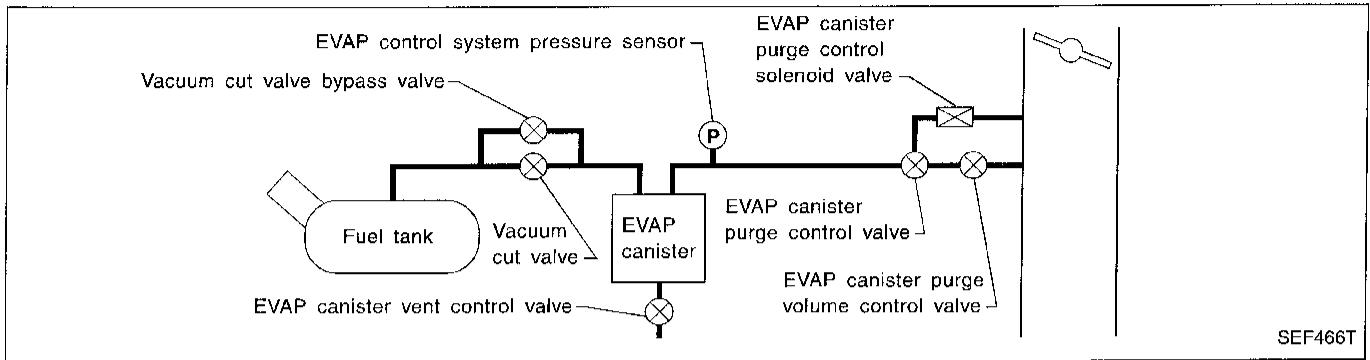 EVAP control system pressure sensor
Vacuum cut valve bypass valve
EVAP canister
purge control
solenoid valve
P
Fuel tank
Vacuum
cut valve
EVAP
canister
EVAP canister
purge control valve
EVAP canister vent control valve
EVAP canister purge
volume control valve
SEF466T